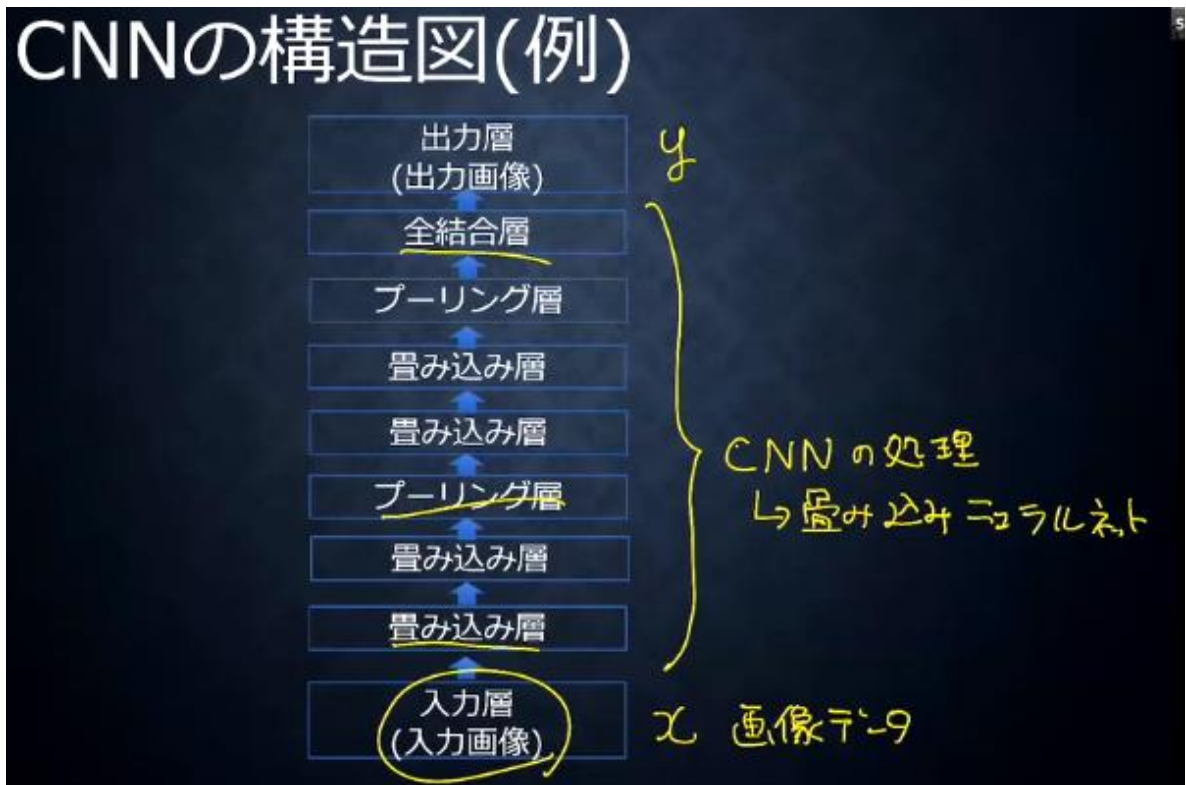 CNNの構造図(例)
出力層
(出力画像)
y
全結合層
プーリング層
畳み込み層
畳み込み層
プーリング層
畳み込み層
畳み込み層
CNNの処理
↳畳み込みニュラルネット
入力層
(入力画像)
x 画像データ
5